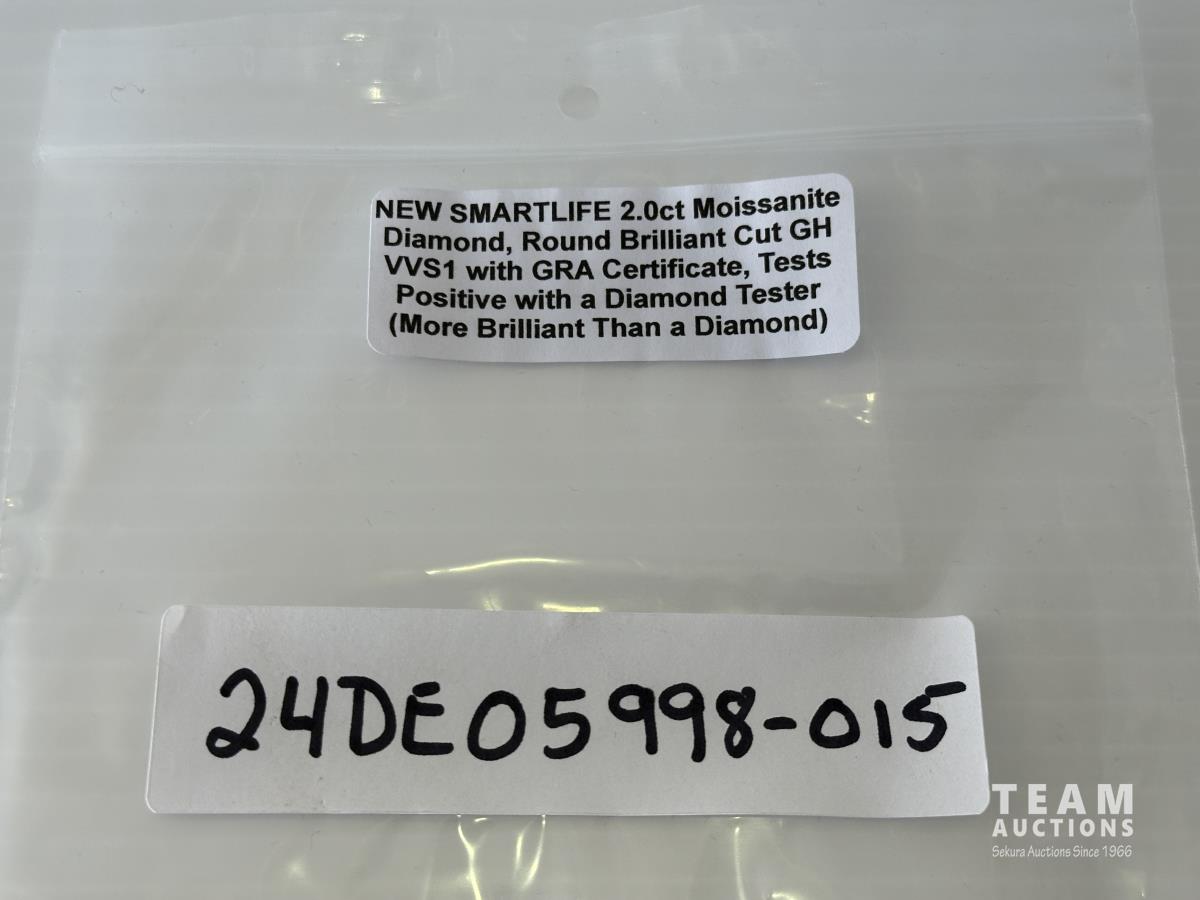 NEW SMARTLIFE 2.0ct Moissanite
Diamond, Round Brilliant Cut GH
VVS1 with GRA Certificate, Tests
Positive with a Diamond Tester
(More Brilliant Than a Diamond)
24DE05998-015
TEAM
AUCTIONS
Sekura Auctions Since 1966